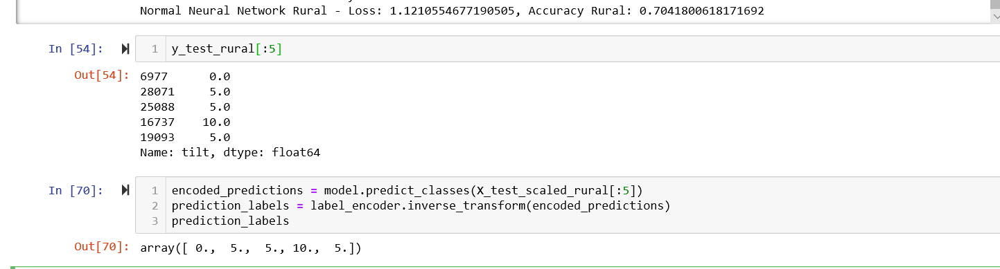 Normal Neural Network Rural - Loss: 1.1210554677190505, Accuracy Rural: 0.7041800618171692
In [54]: 1 y_test_rural[:5]
Out[54]: 6977 0.0
28071 5.0
25088 5.0
16737 10.0
19093 5.0
Name: tilt, dtype: float64
In [70]: 1 encoded_predictions = model.predict_classes(X_test_scaled_rural[:5])
2 prediction_labels = label_encoder.inverse_transform(encoded_predictions)
3 prediction_labels
Out[70]: array([ 0., 5., 5., 10., 5.])